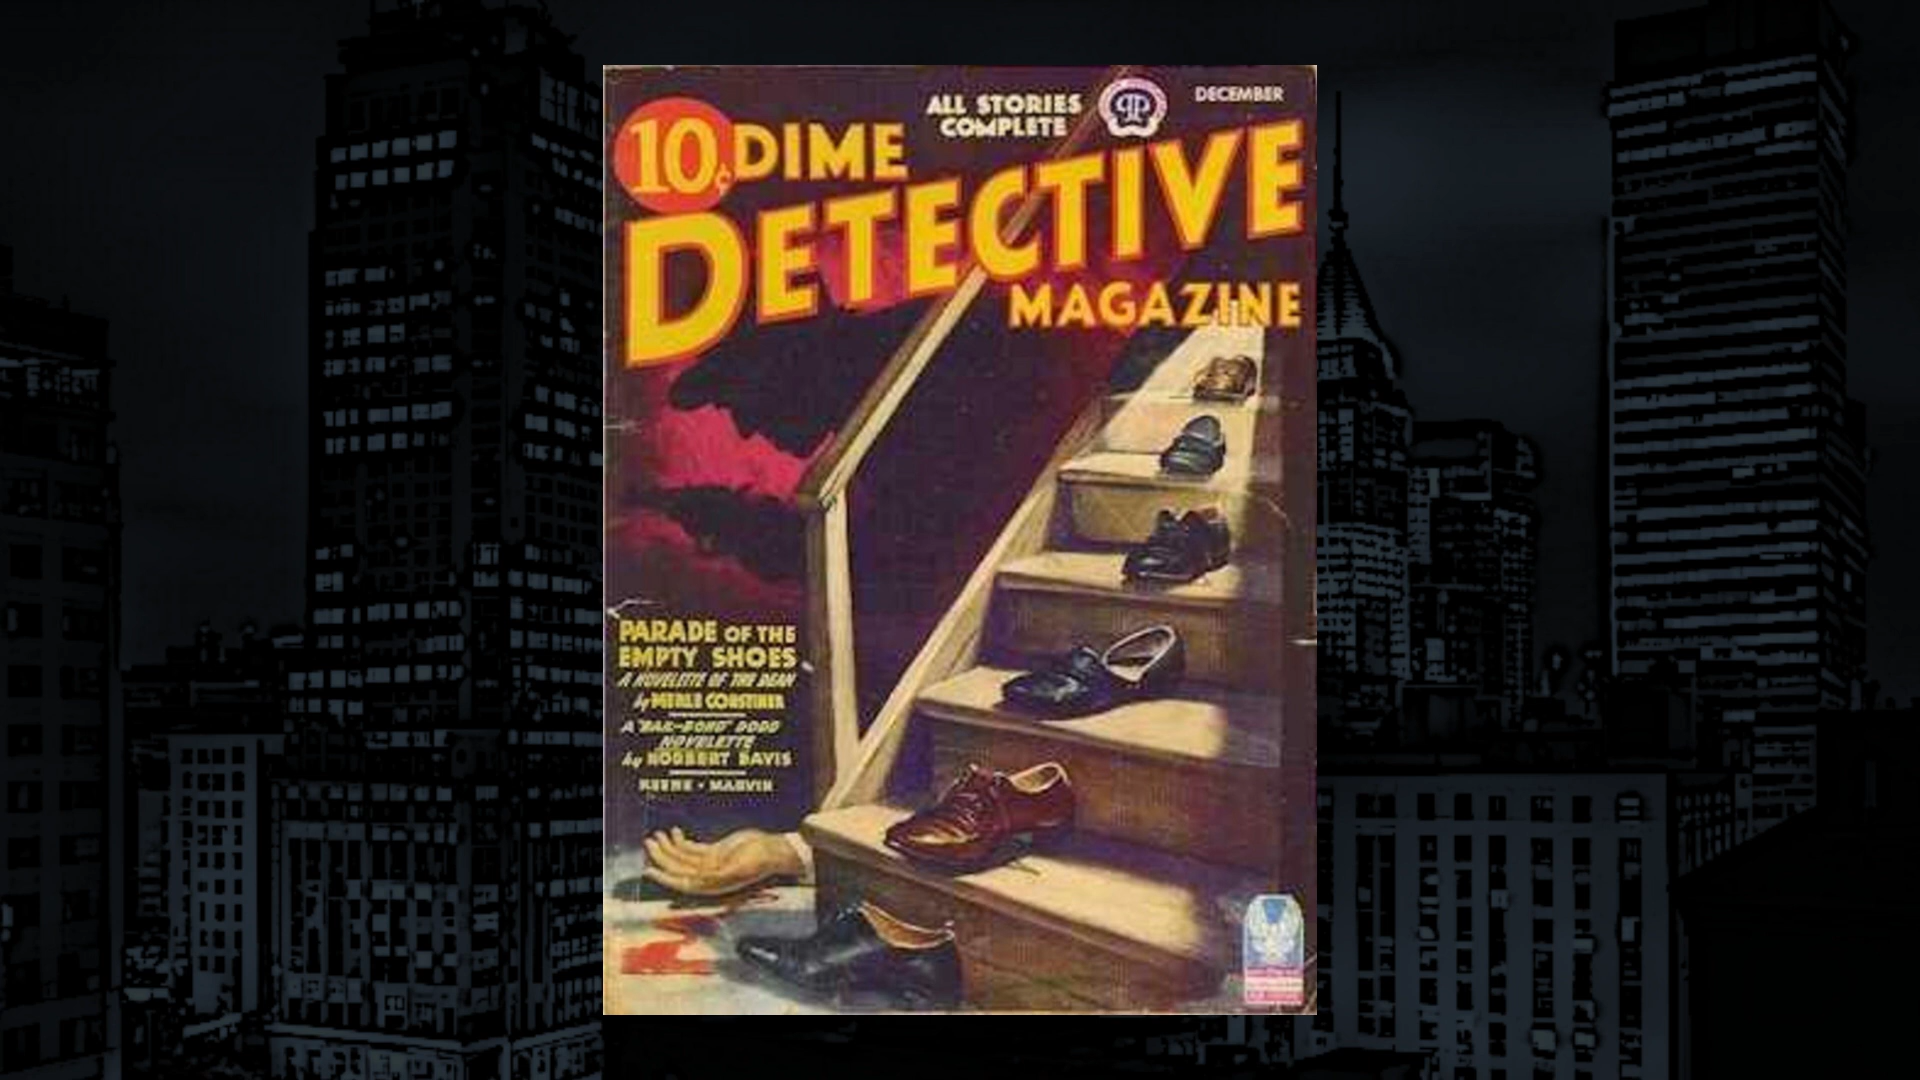 ALL STORIES
COMPLETE
DECEMBER
10¢ DIME
DETECTIVE
MAGAZINE
PARADE OF THE
EMPTY SHOES
A NOVELETTE OF THE DEAN
by MERLE CONSTINER
A "BAIL-BOND" DODD
NOVELETTE
by NORBERT DAVIS
KEENE • MARVIN